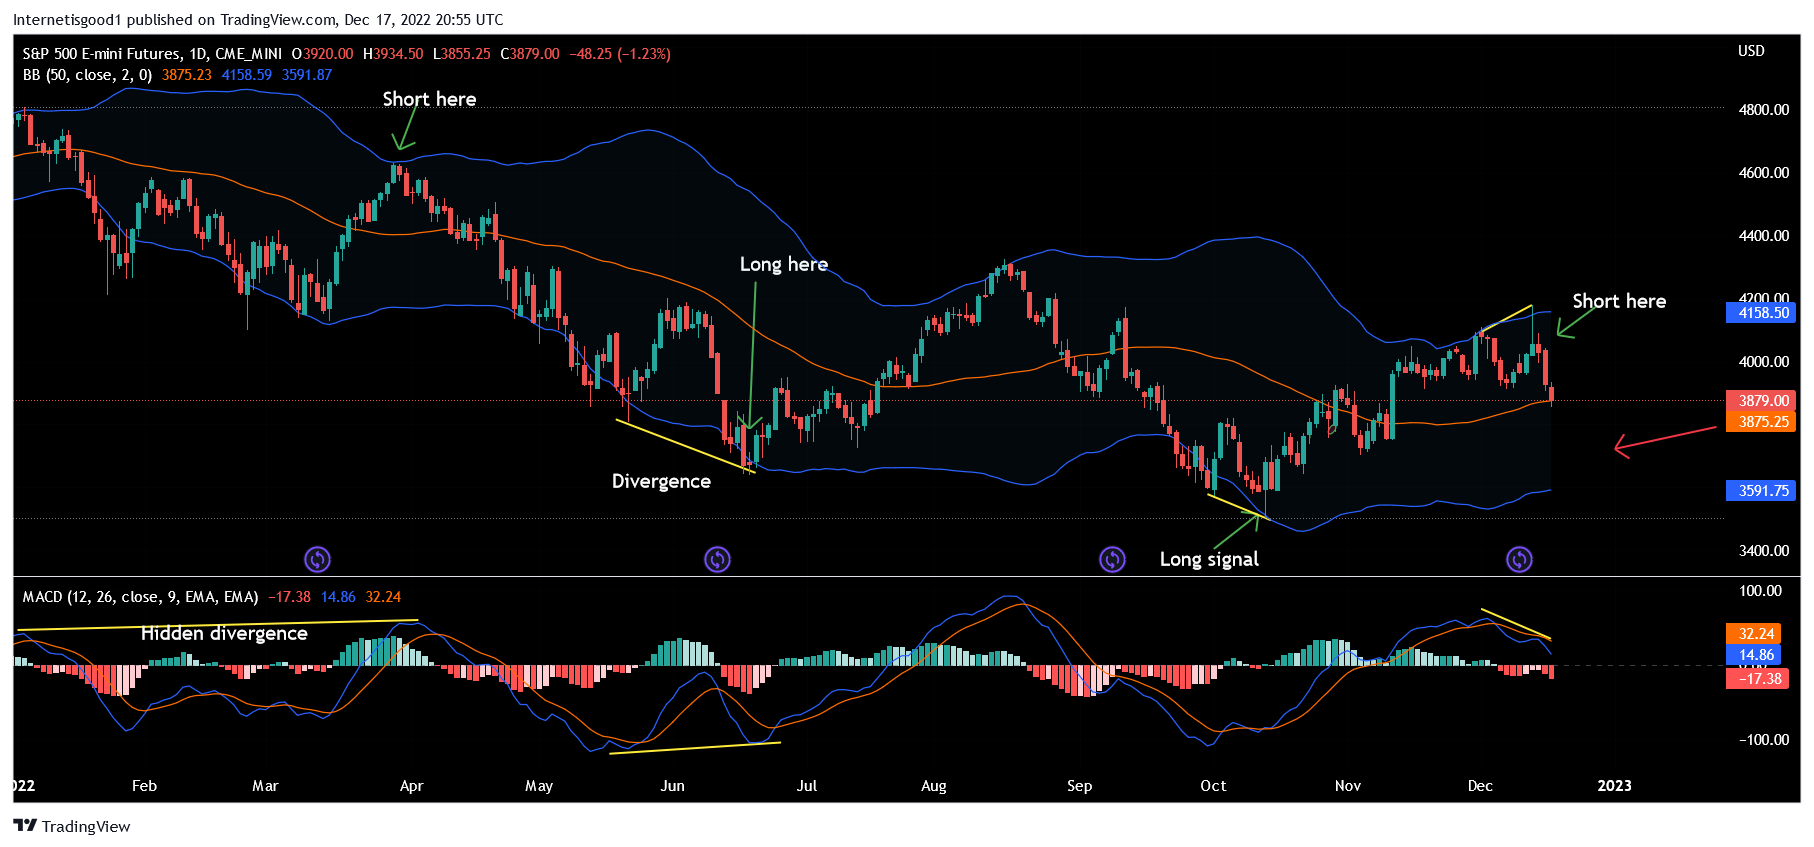 Internetisgood1 published on TradingView.com, Dec 17, 2022 20:55 UTC
S&P 500 E-mini Futures, 1D, CME_MINI O3920.00 H3934.50 L3855.25 C3879.00 −48.25 (−1.23%)
USD
BB (50, close, 2, 0) 3875.23 4158.59 3591.87
Short here
4800.00
4600.00
4400.00
Long here
4200.00
Short here
4158.50
4000.00
3879.00
3875.25
Divergence
3591.75
Long signal
3400.00
MACD (12, 26, close, 9, EMA, EMA) −17.38 14.86 32.24
100.00
Hidden divergence
32.24
14.86
−17.38
−100.00
022 Feb Mar Apr May Jun Jul Aug Sep Oct Nov Dec 2023
TradingView